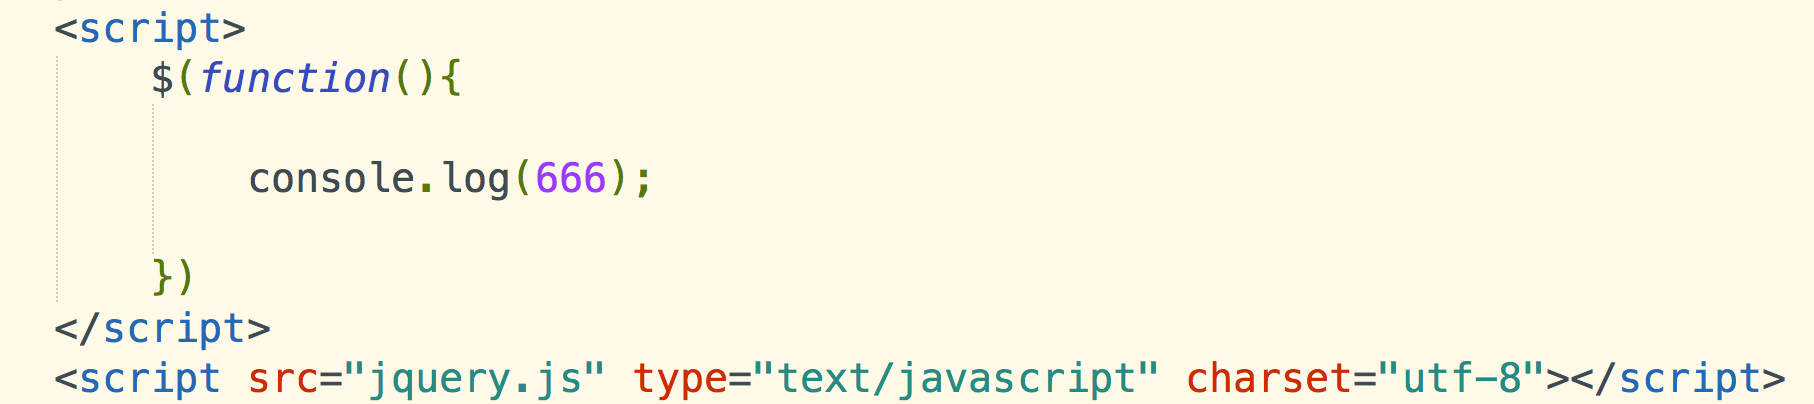 <script>
$(function(){
console.log(666);
})
</script>
<script src="jquery.js" type="text/javascript" charset="utf-8"></script>